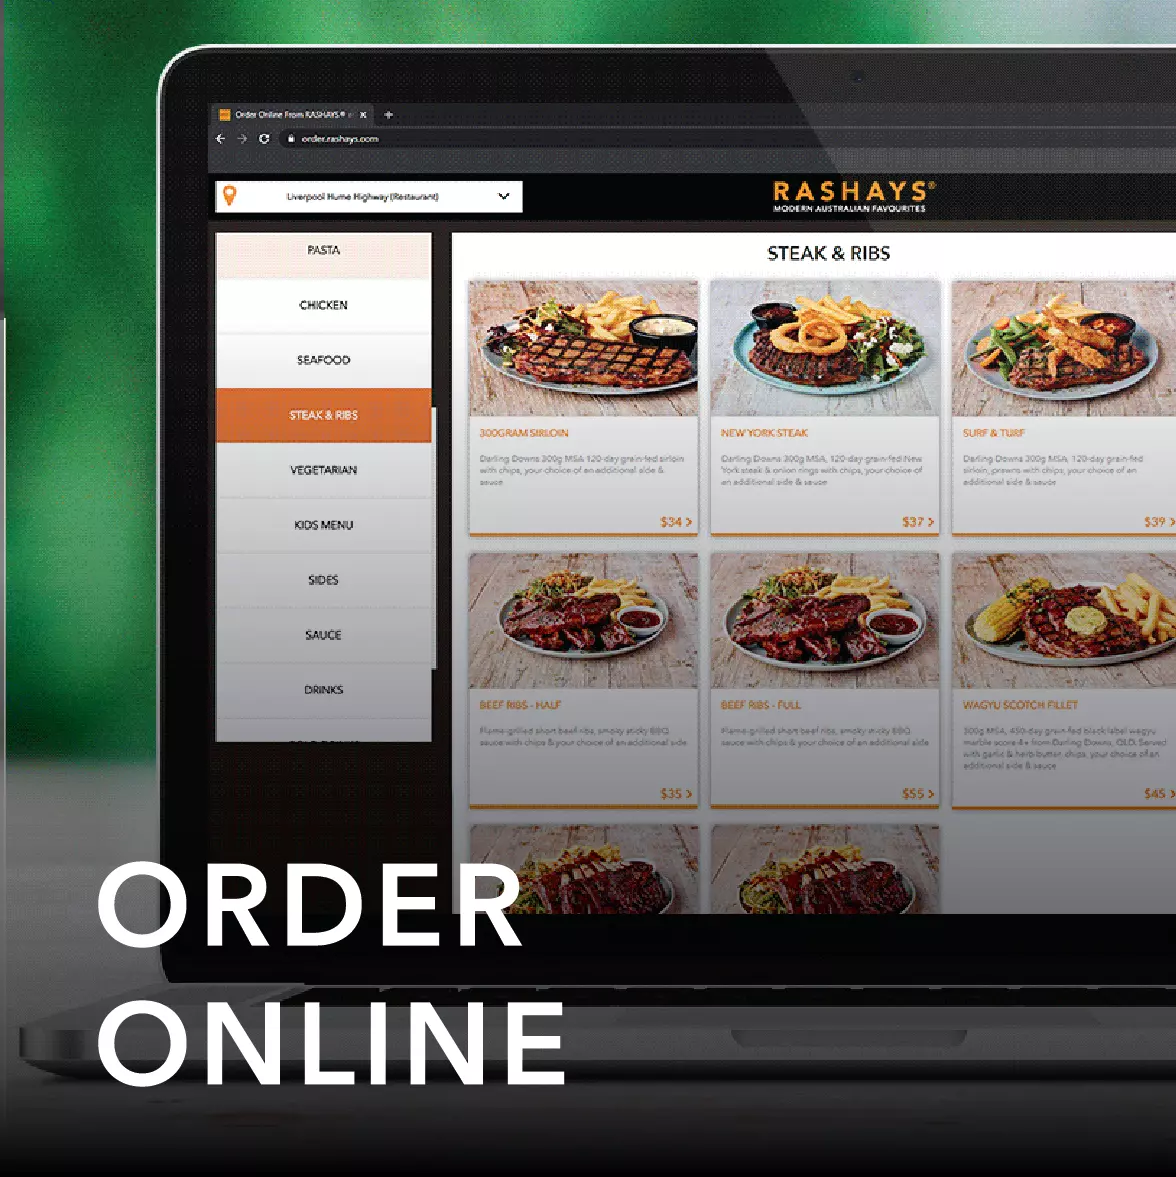 Order Online From RASHAYS®
order.rashays.com
Liverpool Hume Highway (Restaurant)
RASHAYS®
MODERN AUSTRALIAN FAVOURITES
PASTA
CHICKEN
SEAFOOD
STEAK & RIBS
VEGETARIAN
KIDS MENU
SIDES
SAUCE
DRINKS
STEAK & RIBS
300GRAM SIRLOIN
Darling Downs 300g MSA 120-day grain-fed sirloin
with chips, your choice of an additional side &
sauce
$34 >
NEW YORK STEAK
Darling Downs 300g MSA, 120-day grain-fed New
York steak & onion rings with chips, your choice of
an additional side & sauce
$37 >
SURF & TURF
Darling Downs 300g MSA, 120-day grain-fed
sirloin, prawns with chips, your choice of an
additional side & sauce
$39 >
BEEF RIBS - HALF
Flame-grilled short beef ribs, smoky sticky BBQ
sauce with chips & your choice of an additional side
$35 >
BEEF RIBS - FULL
Flame-grilled short beef ribs, smoky sticky BBQ
sauce with chips & your choice of an additional side
$55 >
WAGYU SCOTCH FILLET
300g MSA, 450-day grain-fed black label wagyu
marble score 4+ from Darling Downs, QLD. Served
with garlic & herb butter, chips, your choice of an
additional side & sauce
$45 >
ORDER
ONLINE